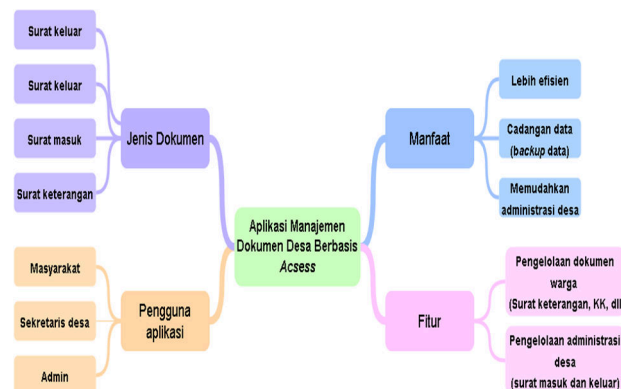 Surat keluar
Surat keluar
Surat masuk
Surat keterangan
Jenis Dokumen
Masyarakat
Sekretaris desa
Admin
Pengguna
aplikasi
Aplikasi Manajemen
Dokumen Desa Berbasis
Acsess
Manfaat
Lebih efisien
Cadangan data
(backup data)
Memudahkan
administrasi desa
Fitur
Pengelolaan dokumen
warga
(Surat keterangan, KK, dll
Pengelolaan administrasi
desa
(surat masuk dan keluar)